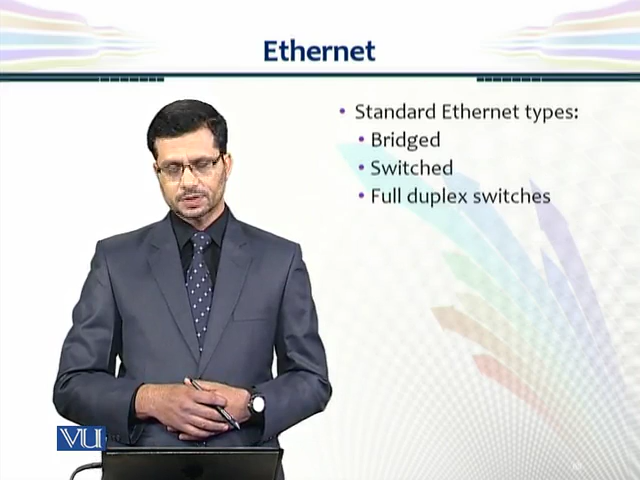 Ethernet
• Standard Ethernet types:
• Bridged
• Switched
• Full duplex switches
VU